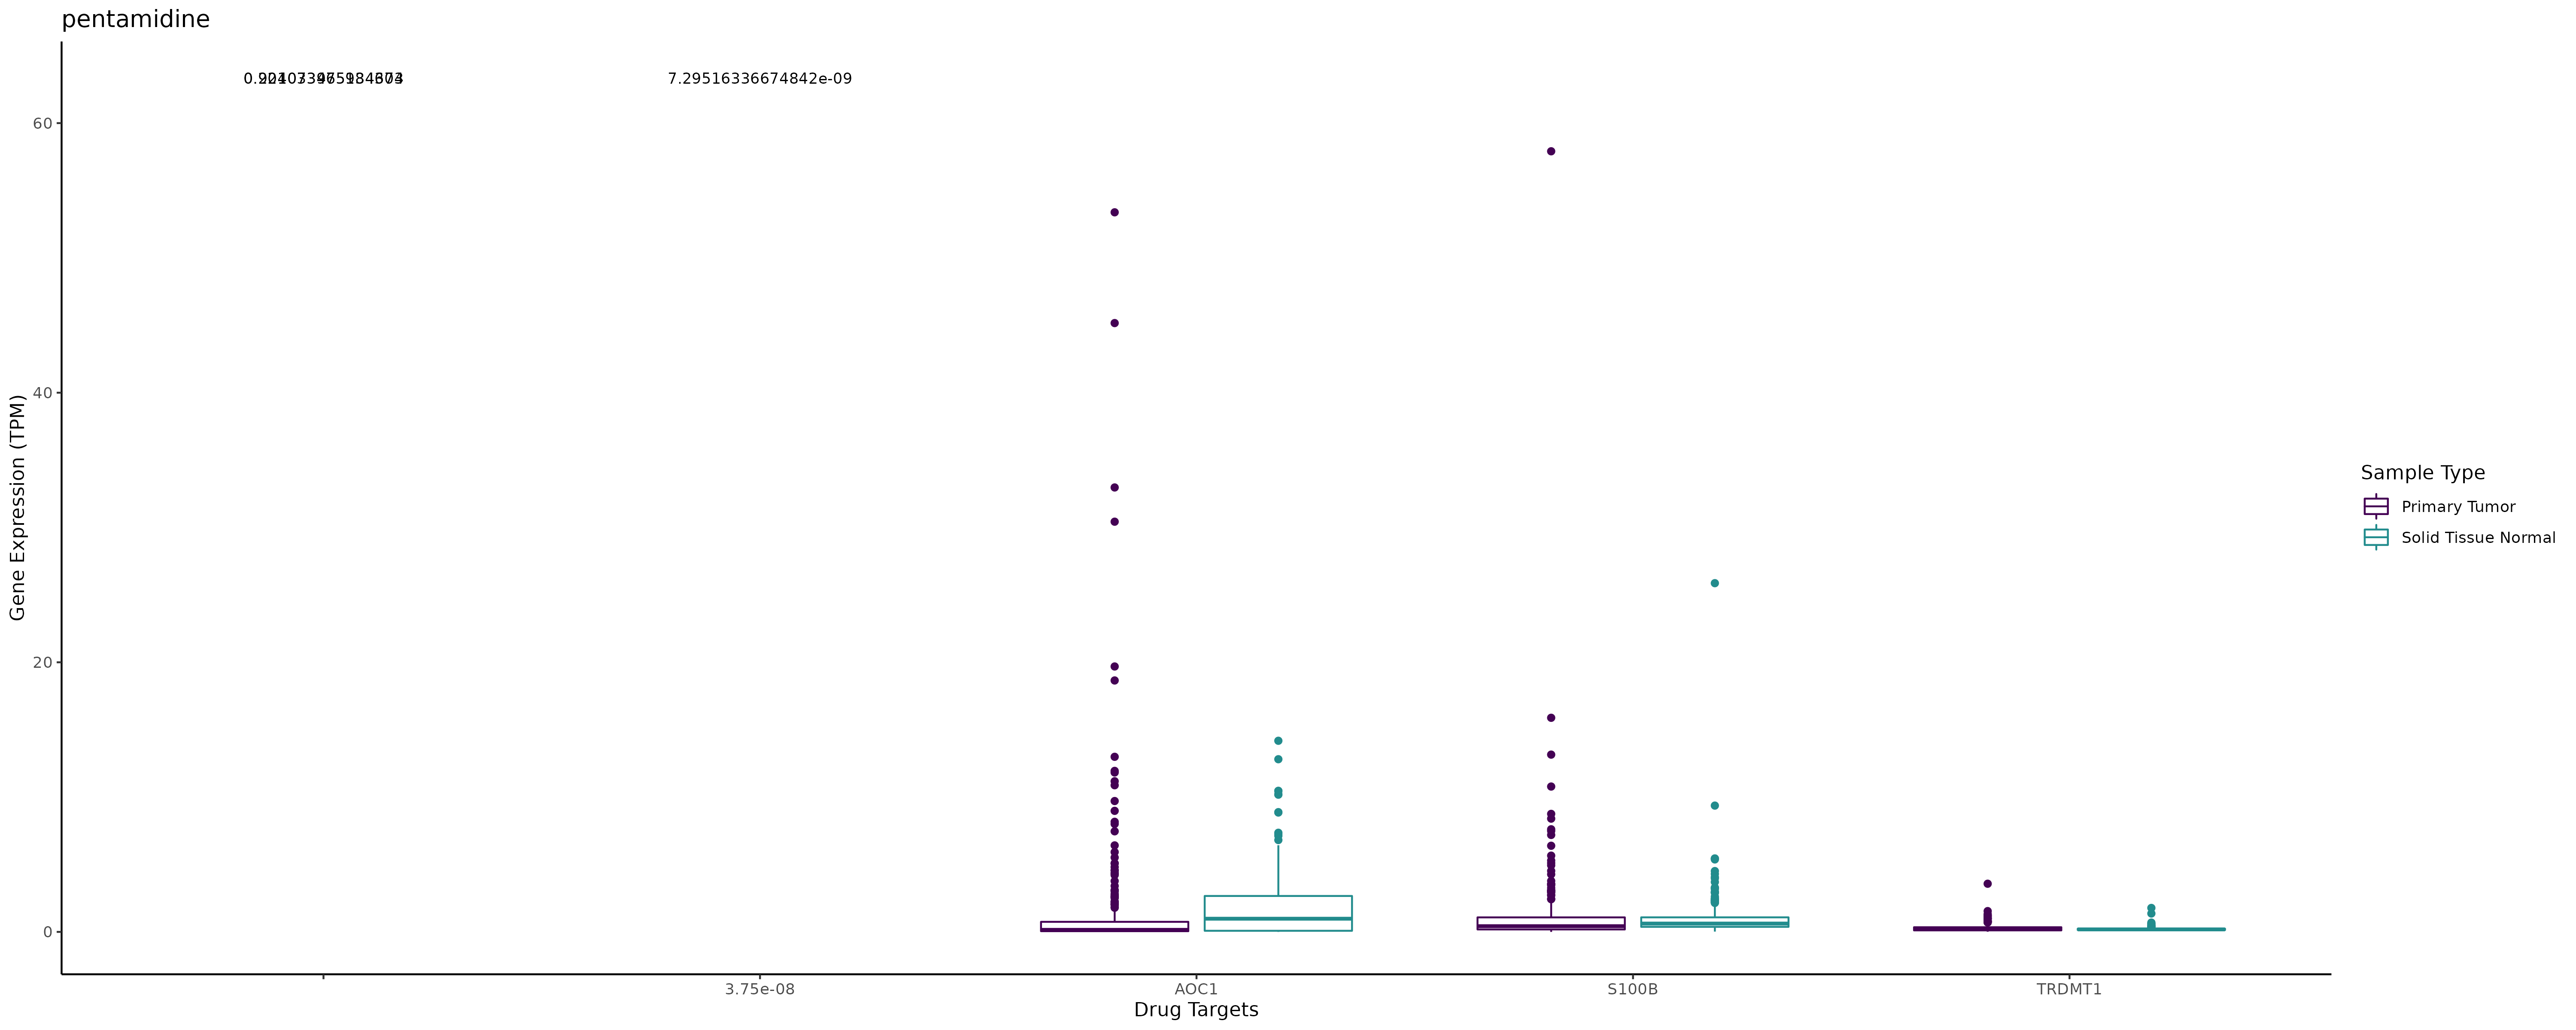 pentamidine
7.29516336674842e-09
60
40
20
0
Gene Expression (TPM)
3.75e-08
AOC1
S100B
TRDMT1
Drug Targets
Sample Type
Primary Tumor
Solid Tissue Normal